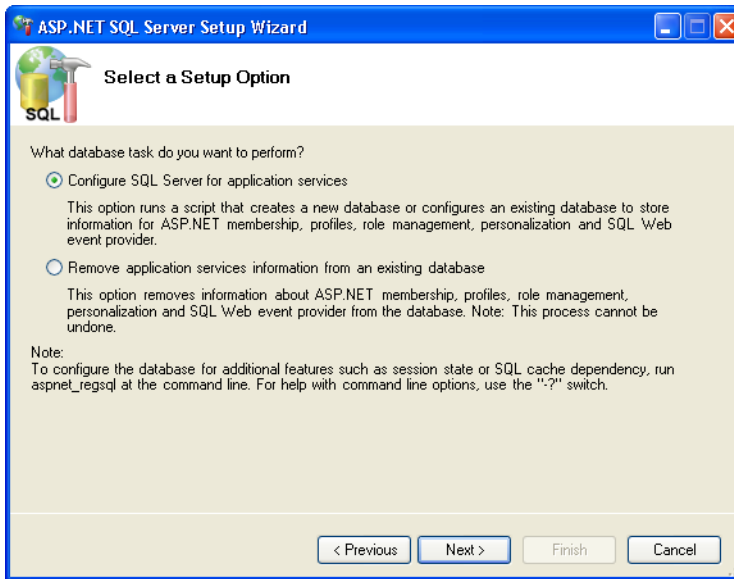 ASP.NET SQL Server Setup Wizard
Select a Setup Option
SQL
What database task do you want to perform?
Configure SQL Server for application services
This option runs a script that creates a new database or configures an existing database to store
information for ASP.NET membership, profiles, role management, personalization and SQL Web
event provider.
Remove application services information from an existing database
This option removes information about ASP.NET membership, profiles, role management,
personalization and SQL Web event provider from the database. Note: This process cannot be
undone.
Note:
To configure the database for additional features such as session state or SQL cache dependency, run
aspnet_regsql at the command line. For help with command line options, use the "-?" switch.
< Previous Next > Finish Cancel